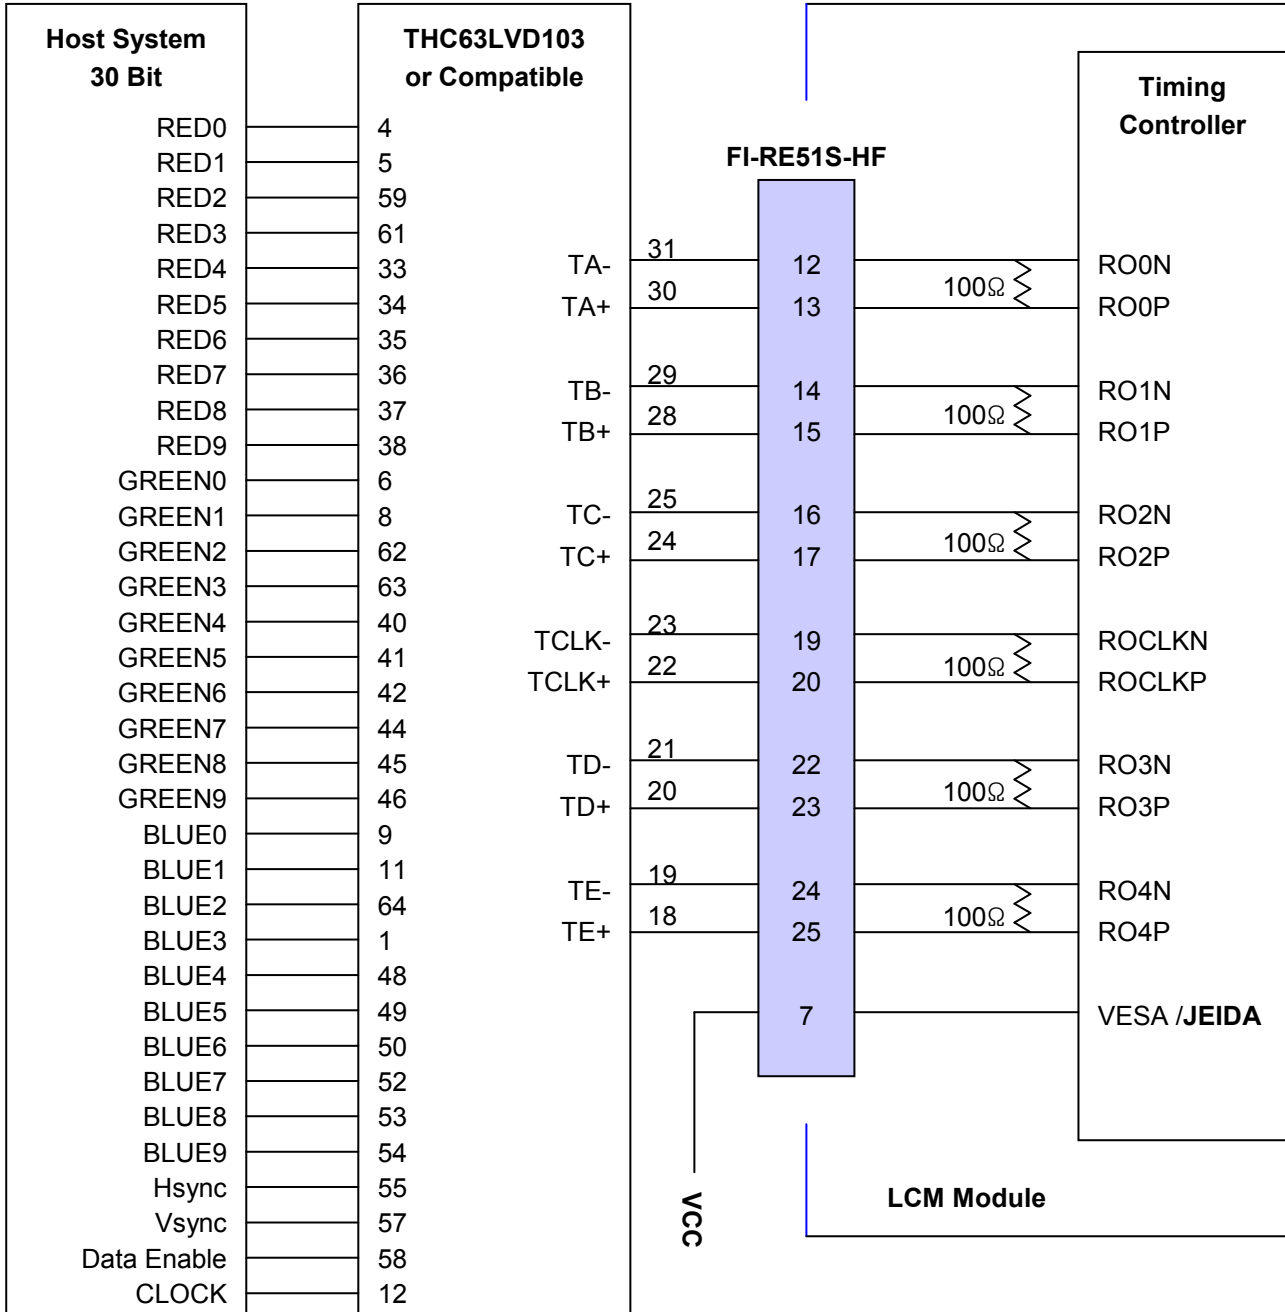 Host System
30 Bit
RED0
RED1
RED2
RED3
RED4
RED5
RED6
RED7
RED8
RED9
GREEN0
GREEN1
GREEN2
GREEN3
GREEN4
GREEN5
GREEN6
GREEN7
GREEN8
GREEN9
BLUE0
BLUE1
BLUE2
BLUE3
BLUE4
BLUE5
BLUE6
BLUE7
BLUE8
BLUE9
Hsync
Vsync
Data Enable
CLOCK
THC63LVD103
or Compatible
4
5
59
61
33
34
35
36
37
38
6
8
62
63
40
41
42
44
45
46
9
11
64
1
48
49
50
52
53
54
55
57
58
12
TA-
TA+
TB-
TB+
TC-
TC+
TCLK-
TCLK+
TD-
TD+
TE-
TE+
31
30
29
28
25
24
23
22
21
20
19
18
VCC
FI-RE51S-HF
12
13
14
15
16
17
19
20
22
23
24
25
7
100Ω
100Ω
100Ω
100Ω
100Ω
100Ω
Timing
Controller
RO0N
RO0P
RO1N
RO1P
RO2N
RO2P
ROCLKN
ROCLKP
RO3N
RO3P
RO4N
RO4P
VESA /JEIDA
LCM Module